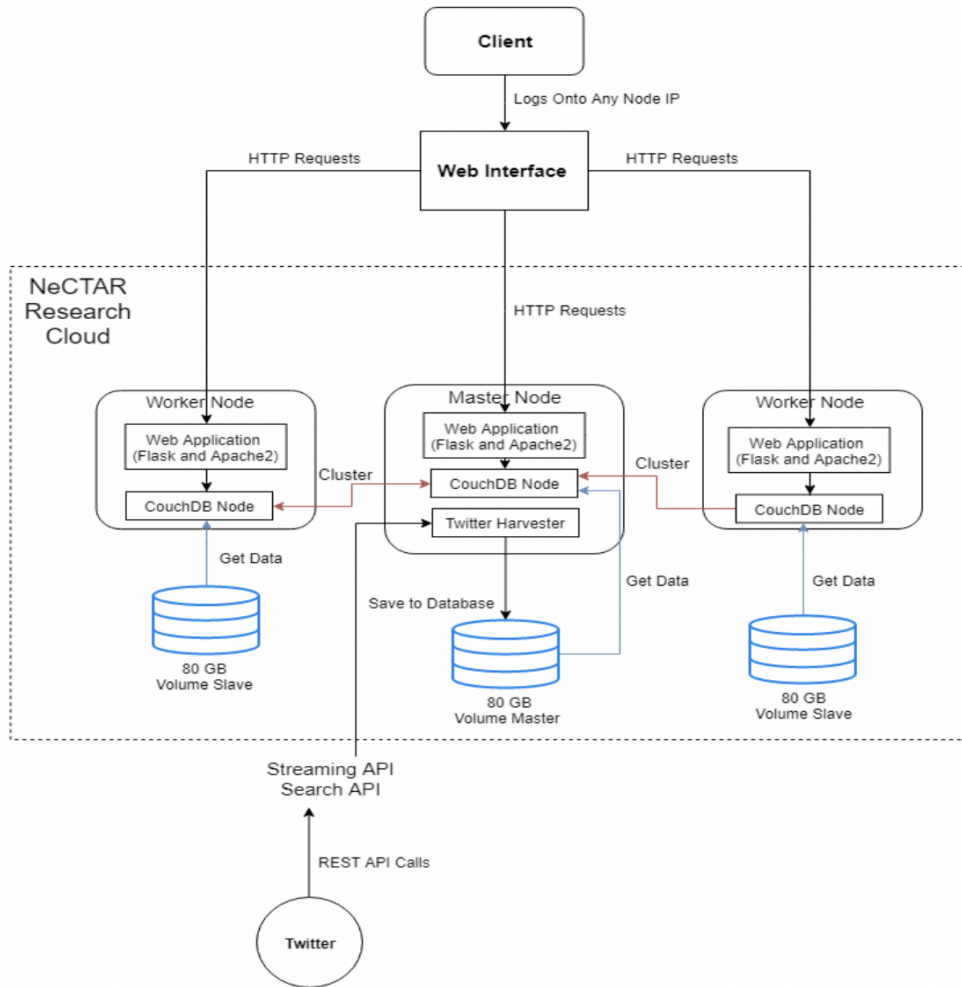 Client
Logs Onto Any Node IP
HTTP Requests
Web Interface
HTTP Requests
NeCTAR
Research
Cloud
HTTP Requests
Worker Node
Web Application
(Flask and Apache2)
CouchDB Node
Cluster
Master Node
Web Application
(Flask and Apache2)
CouchDB Node
Twitter Harvester
Cluster
Worker Node
Web Application
(Flask and Apache2)
CouchDB Node
Get Data
80 GB
Volume Slave
Save to Database
Get Data
80 GB
Volume Master
Get Data
80 GB
Volume Slave
Streaming API
Search API
REST API Calls
Twitter